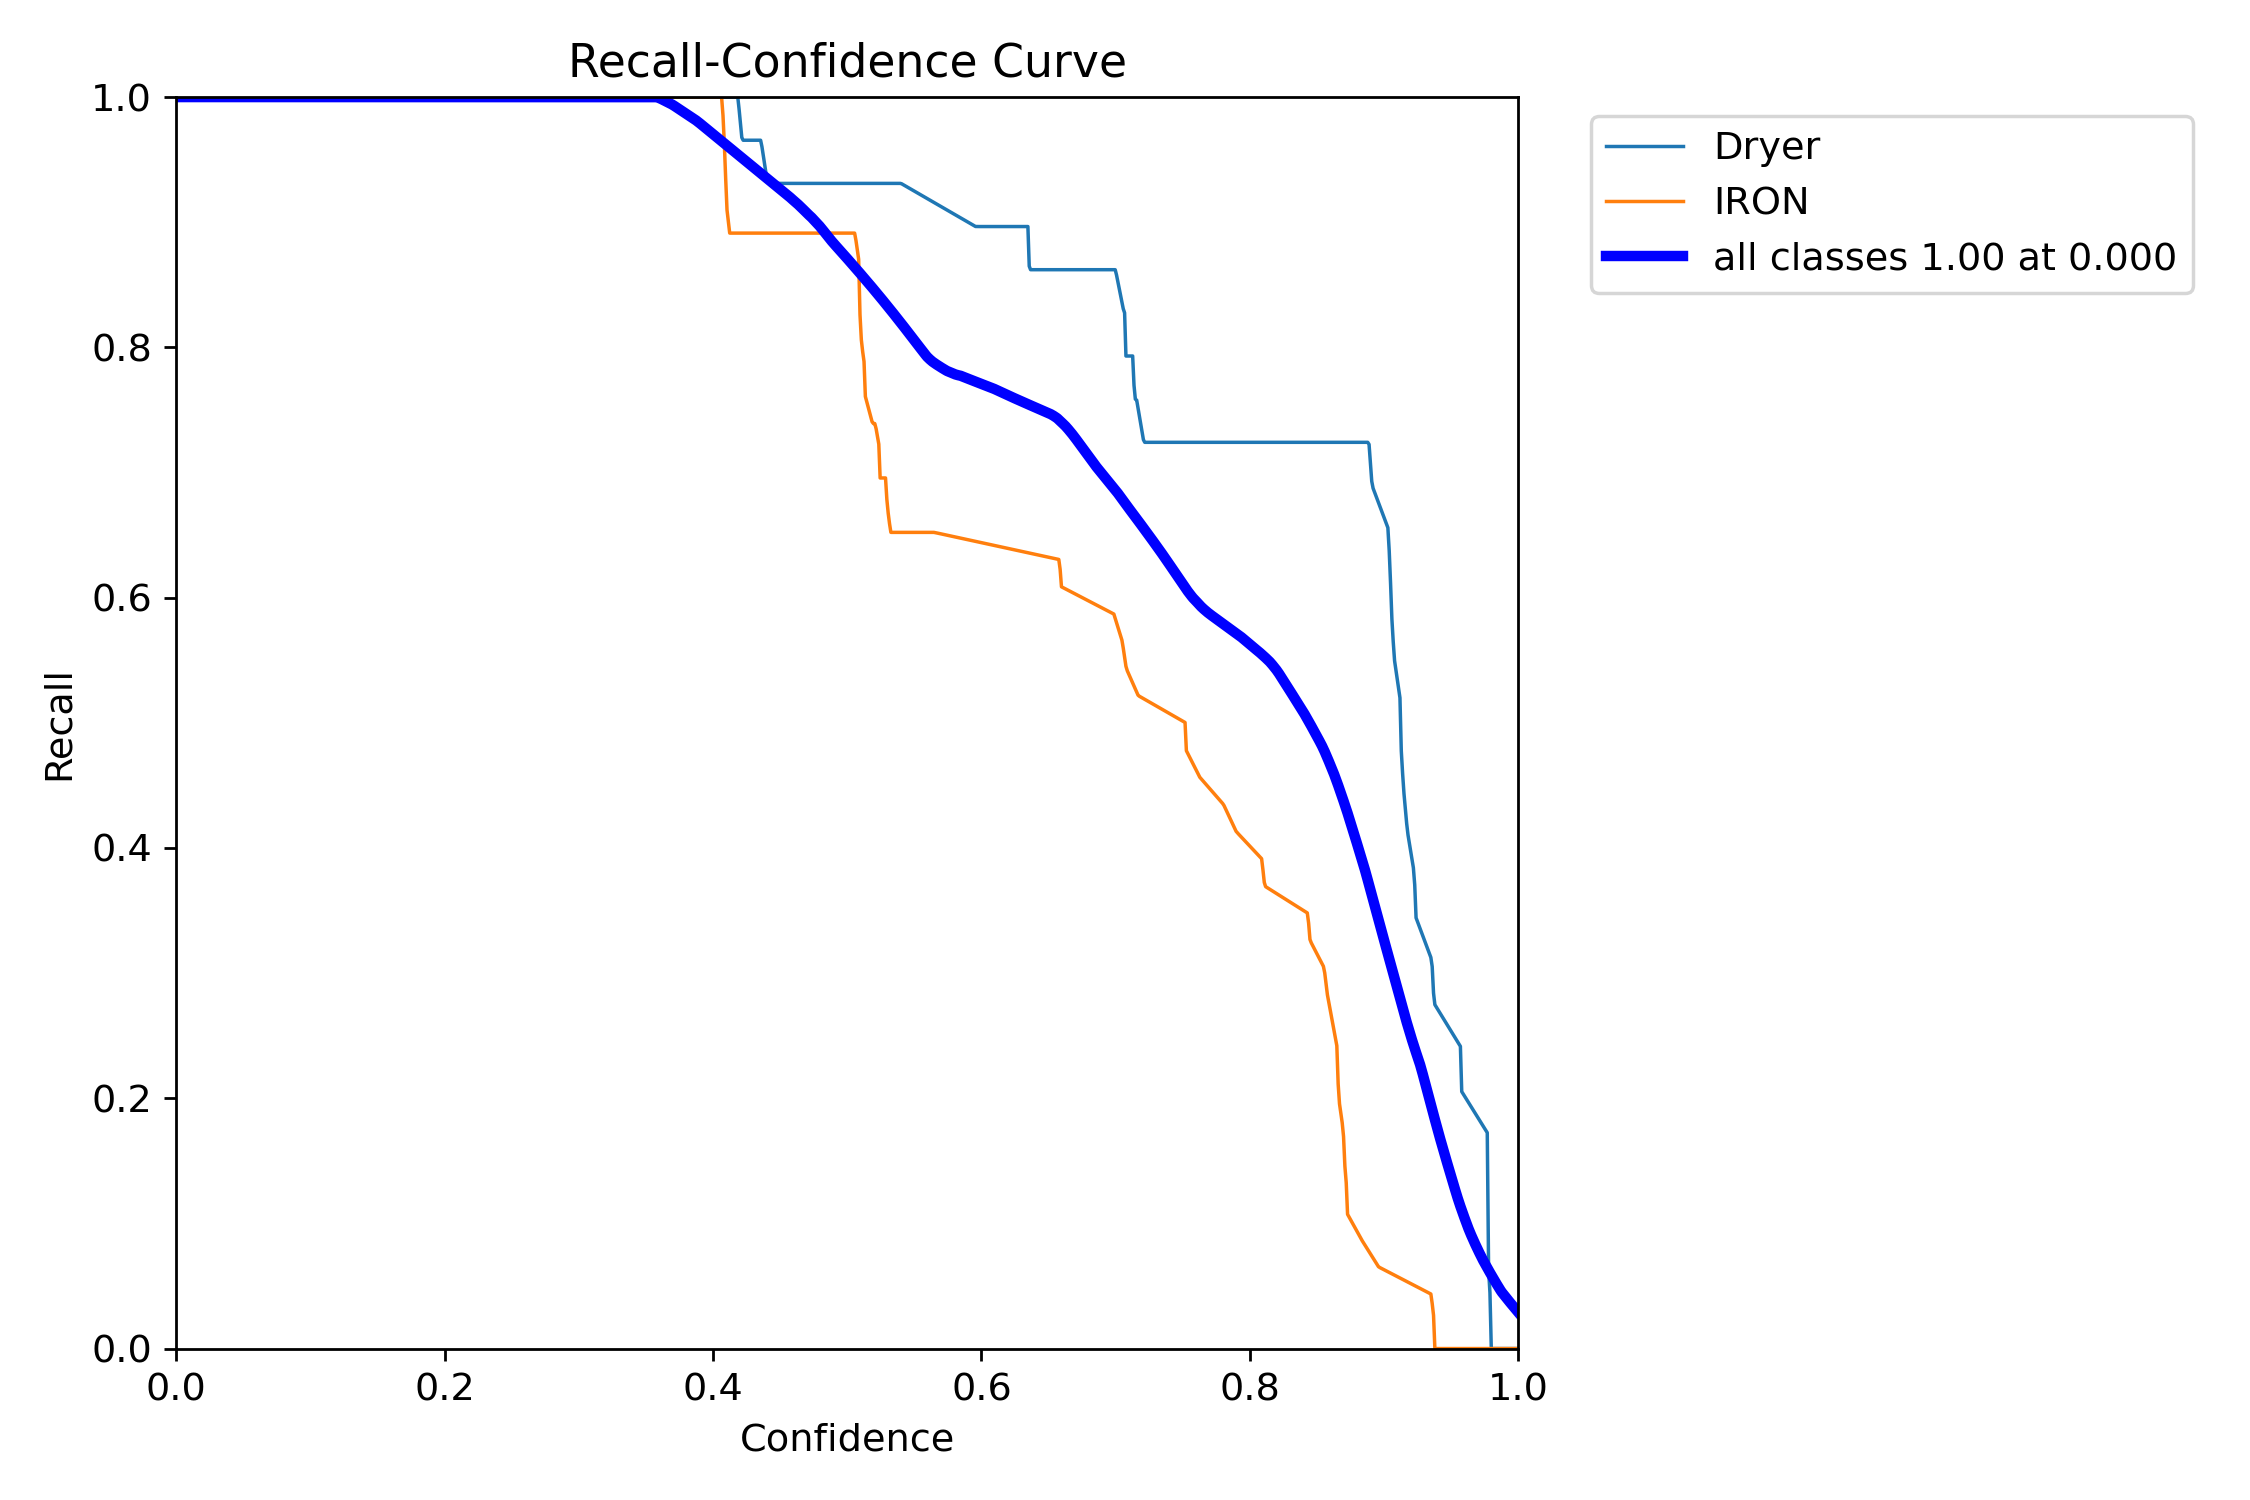 Recall-Confidence Curve
Dryer
IRON
all classes 1.00 at 0.000
1.0
0.8
0.6
0.4
0.2
0.0
Recall
0.0 0.2 0.4 0.6 0.8 1.0
Confidence